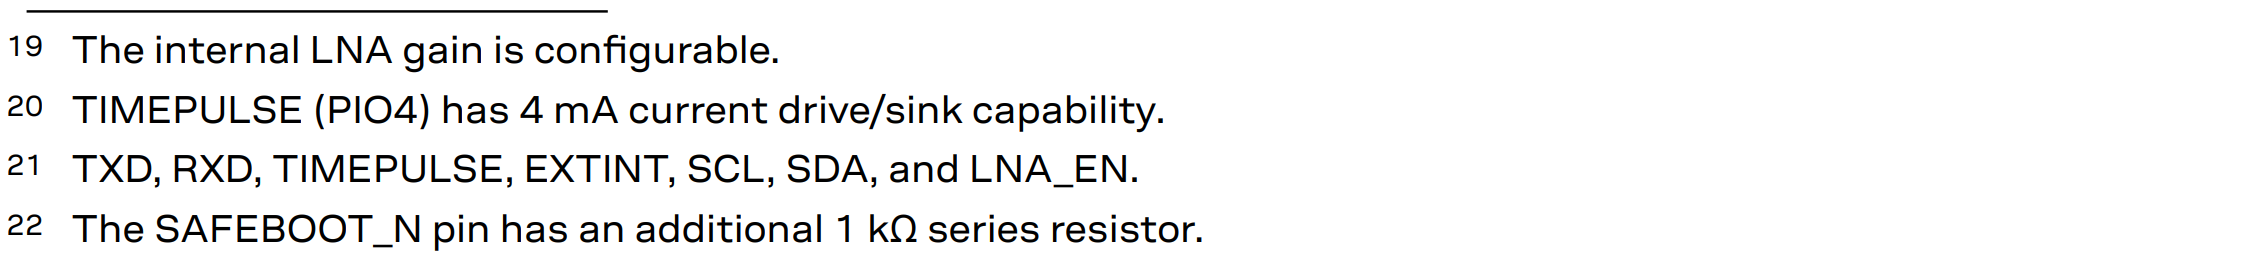 19 The internal LNA gain is configurable.
20 TIMEPULSE (PIO4) has 4 mA current drive/sink capability.
21 TXD, RXD, TIMEPULSE, EXTINT, SCL, SDA, and LNA_EN.
22 The SAFEBOOT_N pin has an additional 1 kΩ series resistor.